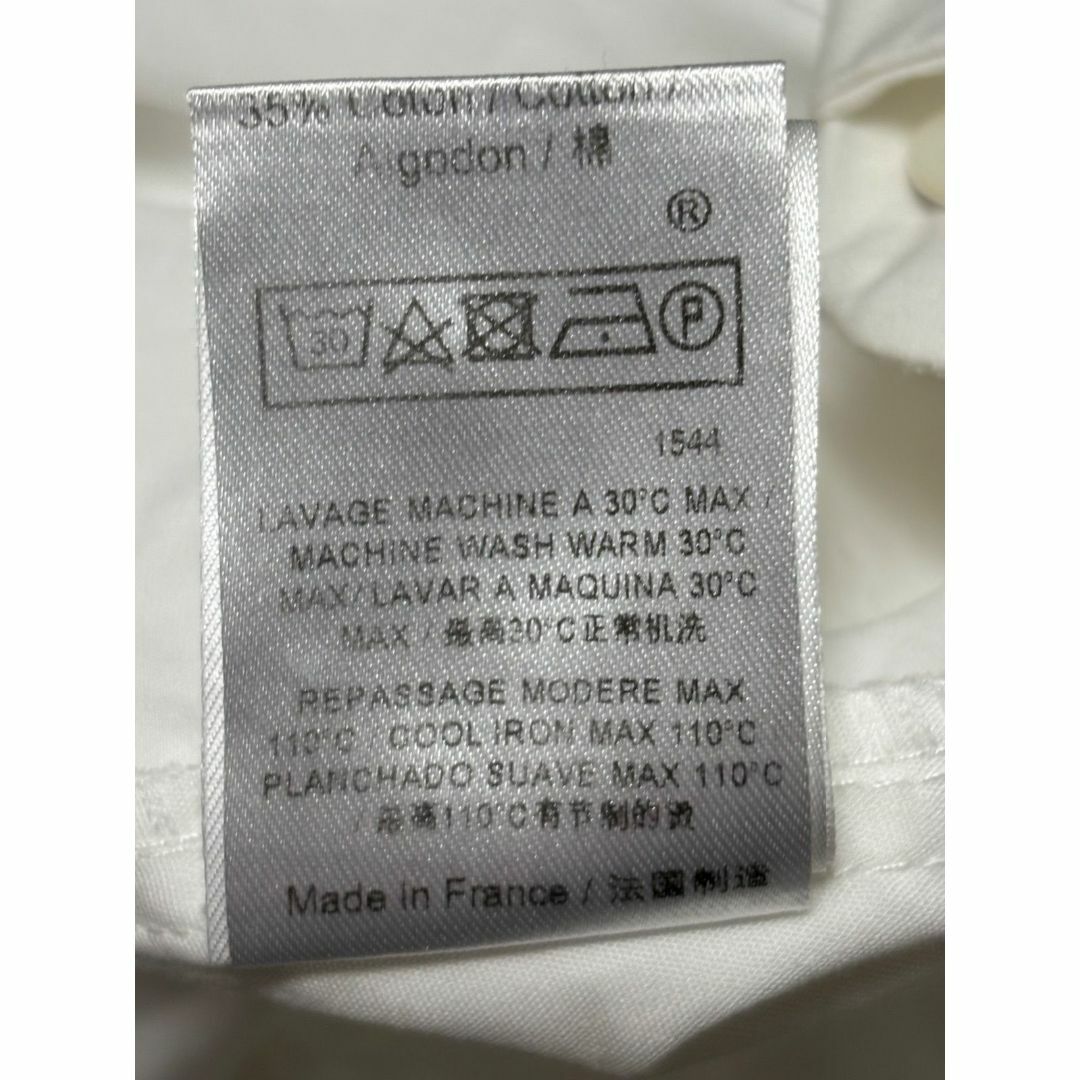 35% Coton / Cotton /
Algodon / 棉
®
30 P
1544
LAVAGE MACHINE A 30°C MAX /
MACHINE WASH WARM 30°C
MAX / LAVAR A MAQUINA 30°C
MAX / 最高30°C正常机洗
REPASSAGE MODERE MAX
110°C / COOL IRON MAX 110°C
PLANCHADO SUAVE MAX 110°C
/ 最高110°C有节制的烫
Made in France / 法国制造